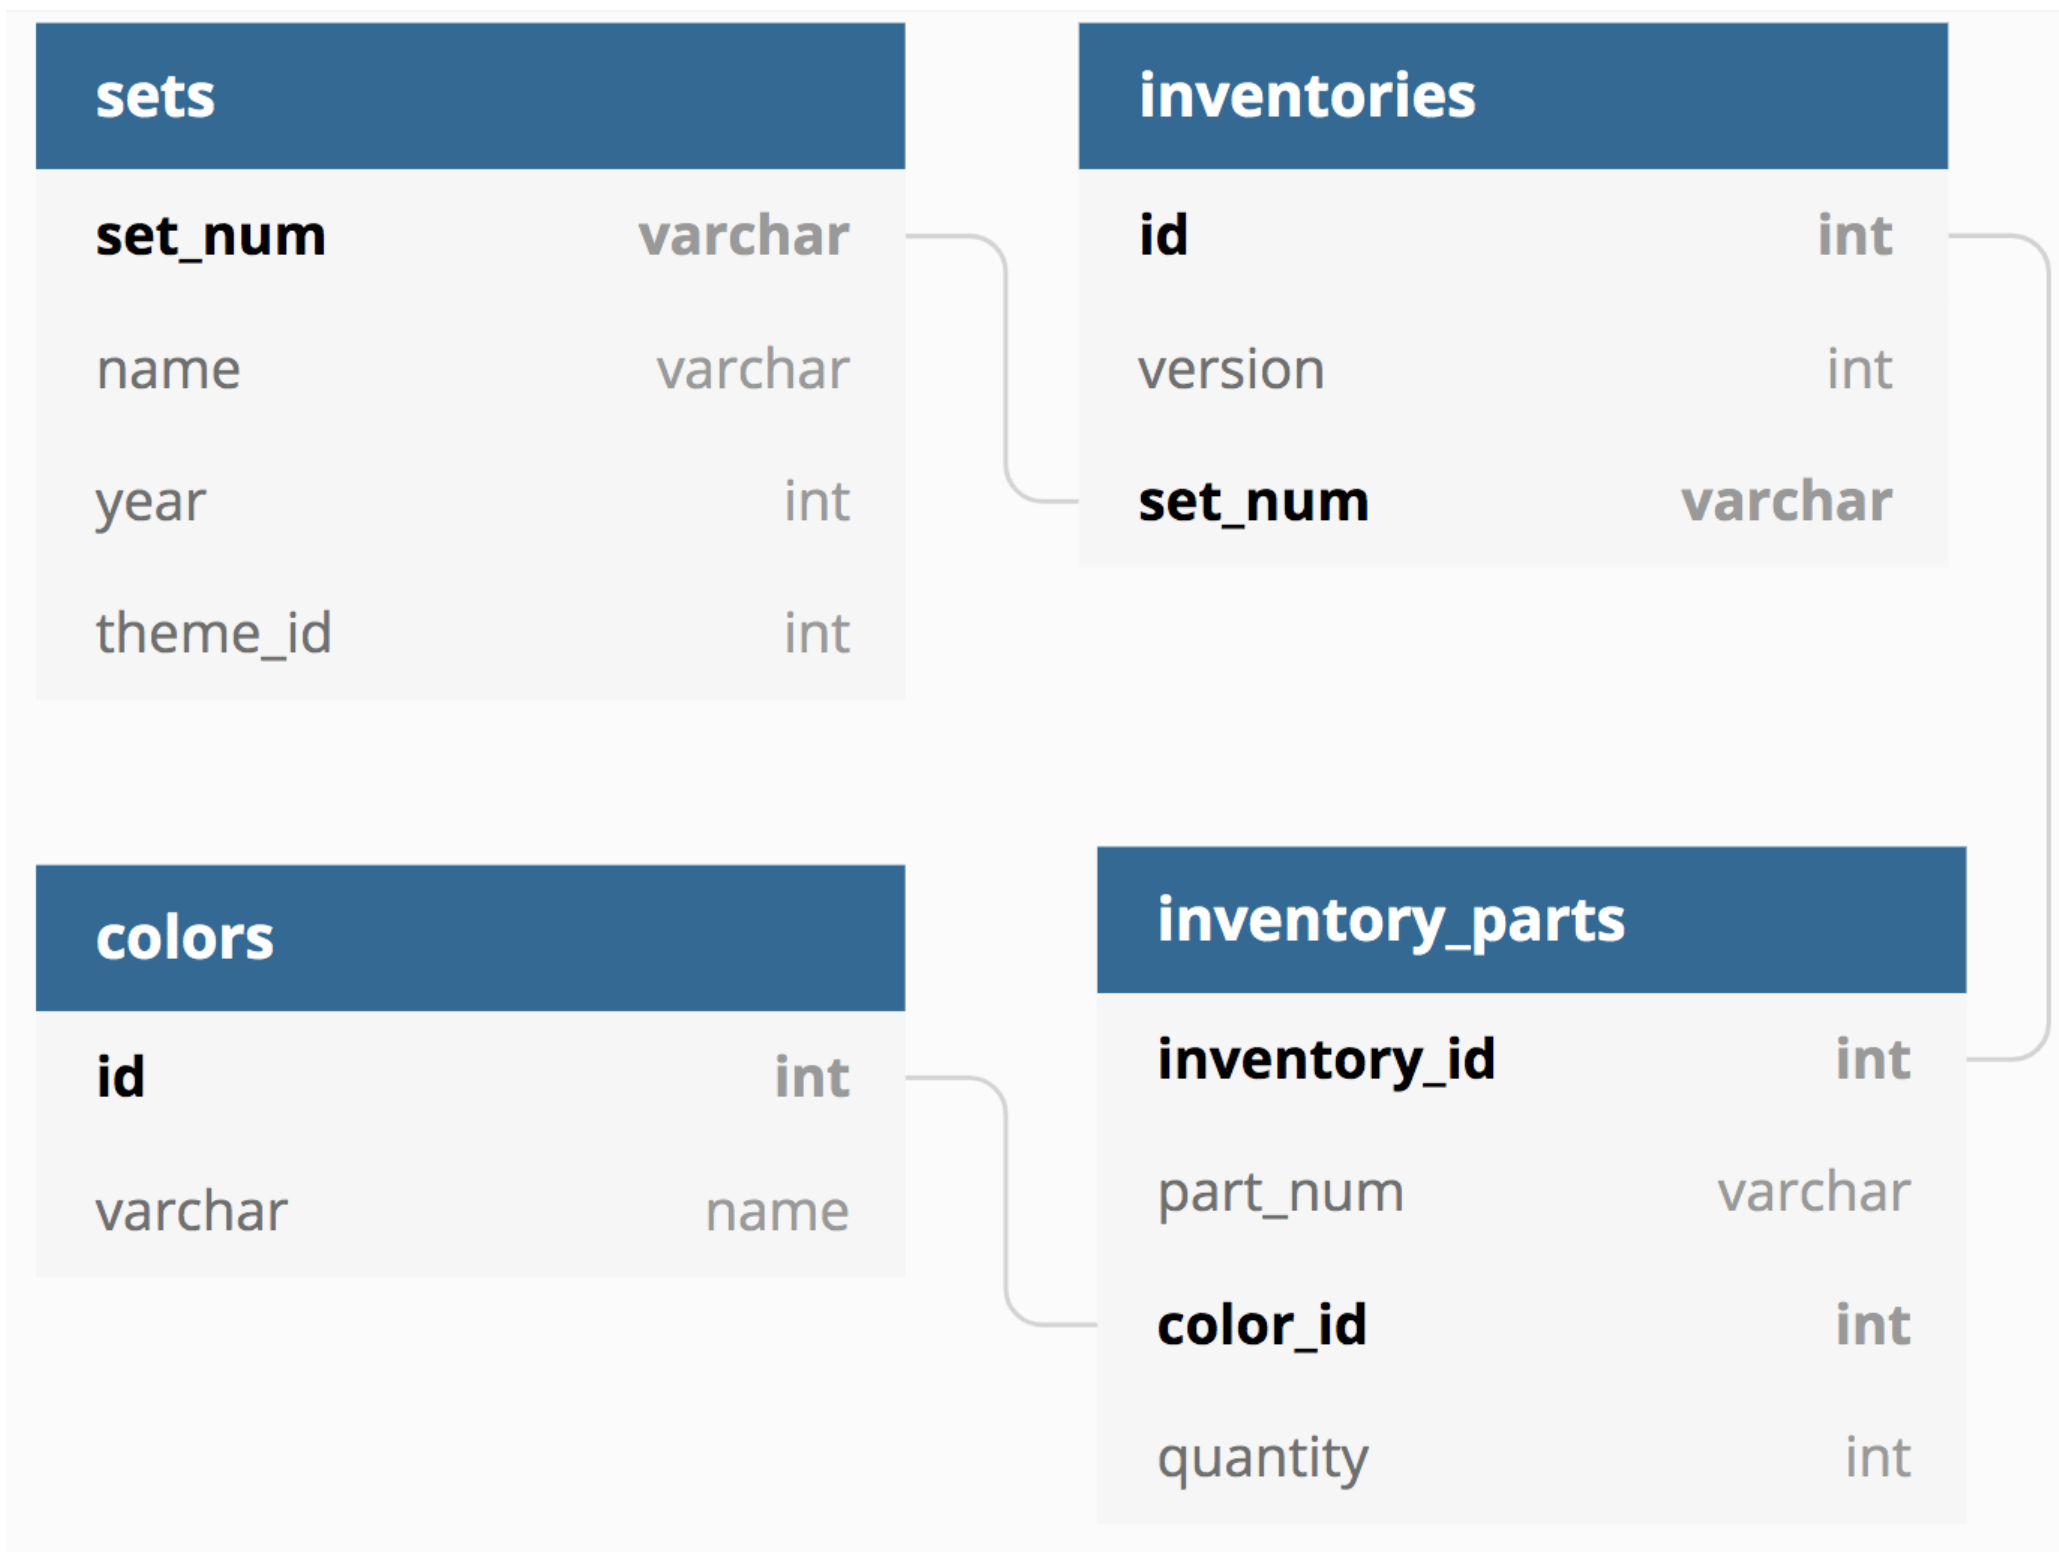 sets
set_num varchar
name varchar
year int
theme_id int
inventories
id int
version int
set_num varchar
colors
id int
varchar name
inventory_parts
inventory_id int
part_num varchar
color_id int
quantity int